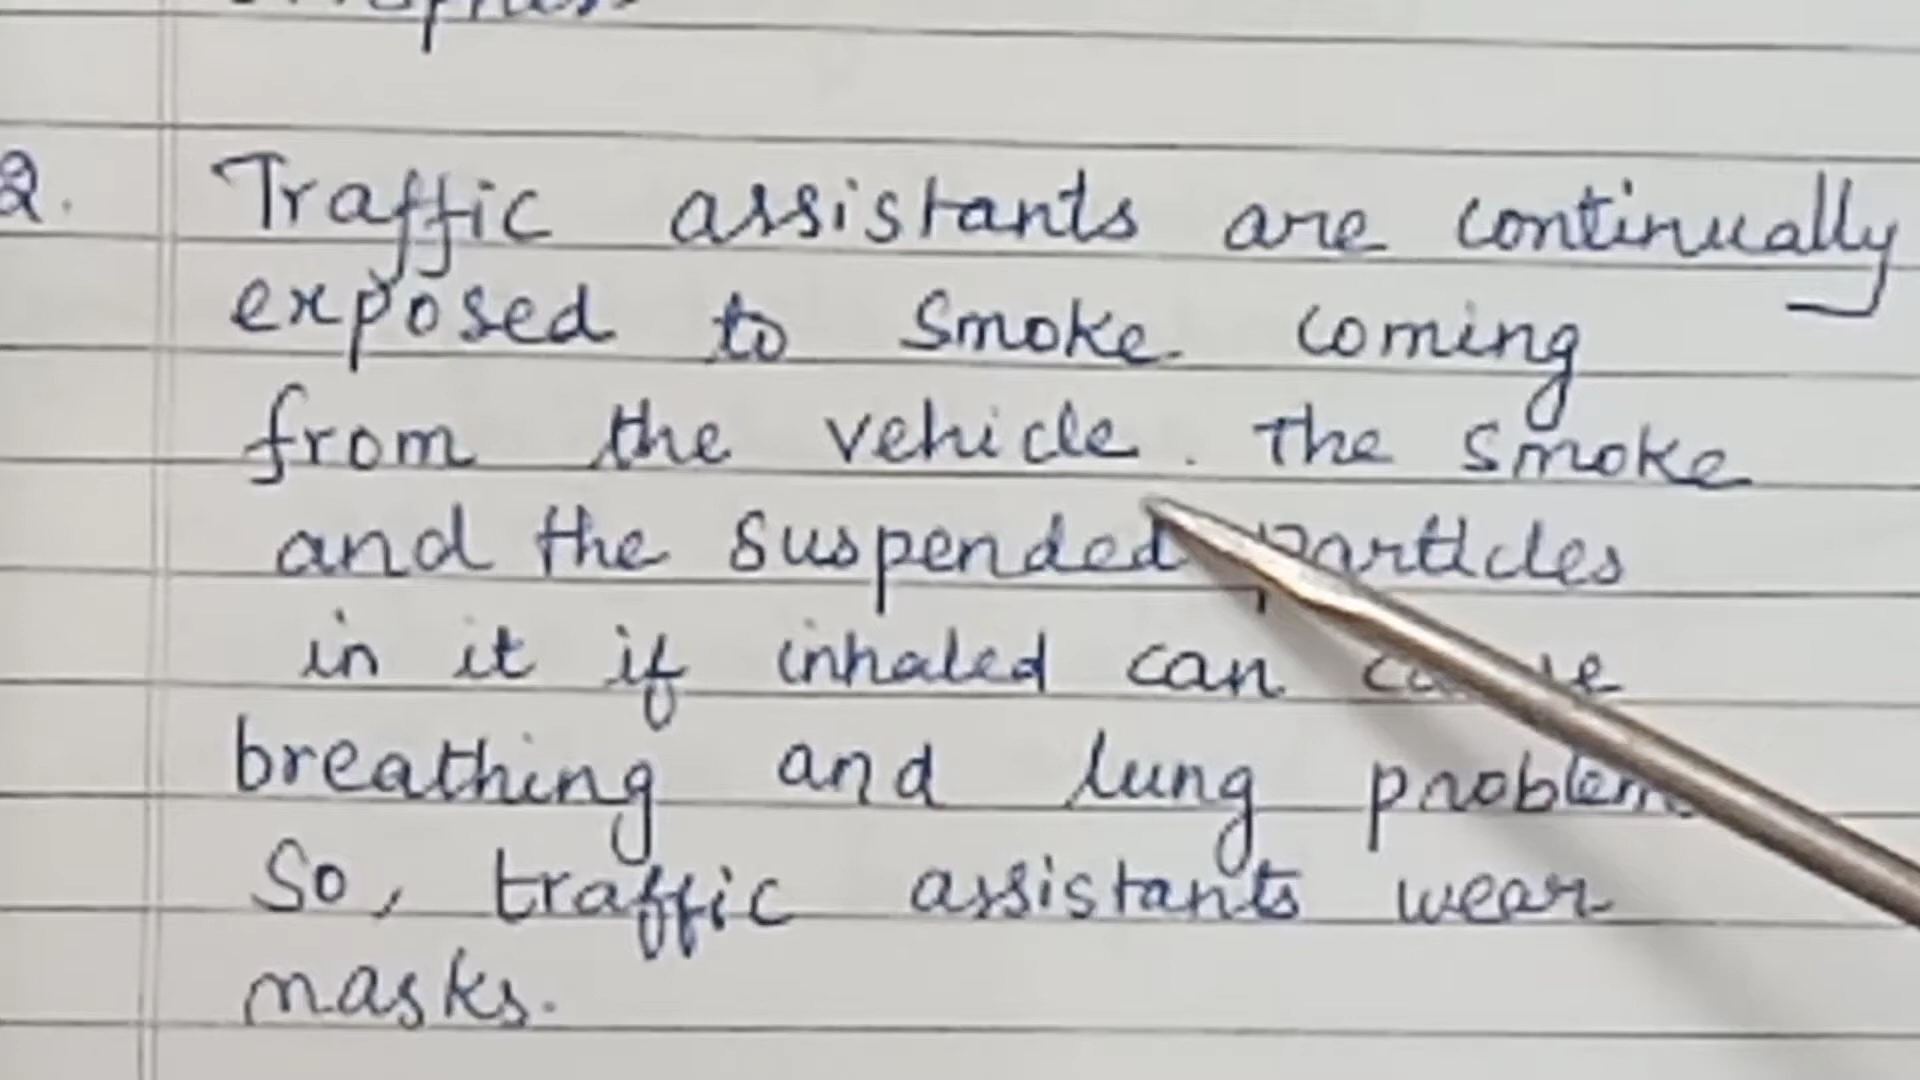 2. Traffic assistants are continually
exposed to smoke coming
from the vehicle. The smoke
and the suspended particles
in it if inhaled can
breathing and lung
So, traffic assistants wear
masks.